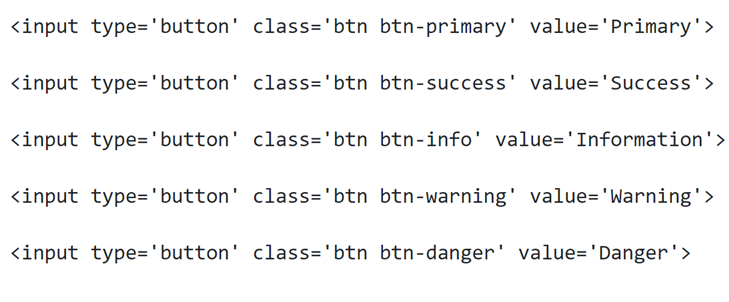 <input type='button' class='btn btn-primary' value='Primary'>
<input type='button' class='btn btn-success' value='Success'>
<input type='button' class='btn btn-info' value='Information'>
<input type='button' class='btn btn-warning' value='Warning'>
<input type='button' class='btn btn-danger' value='Danger'>